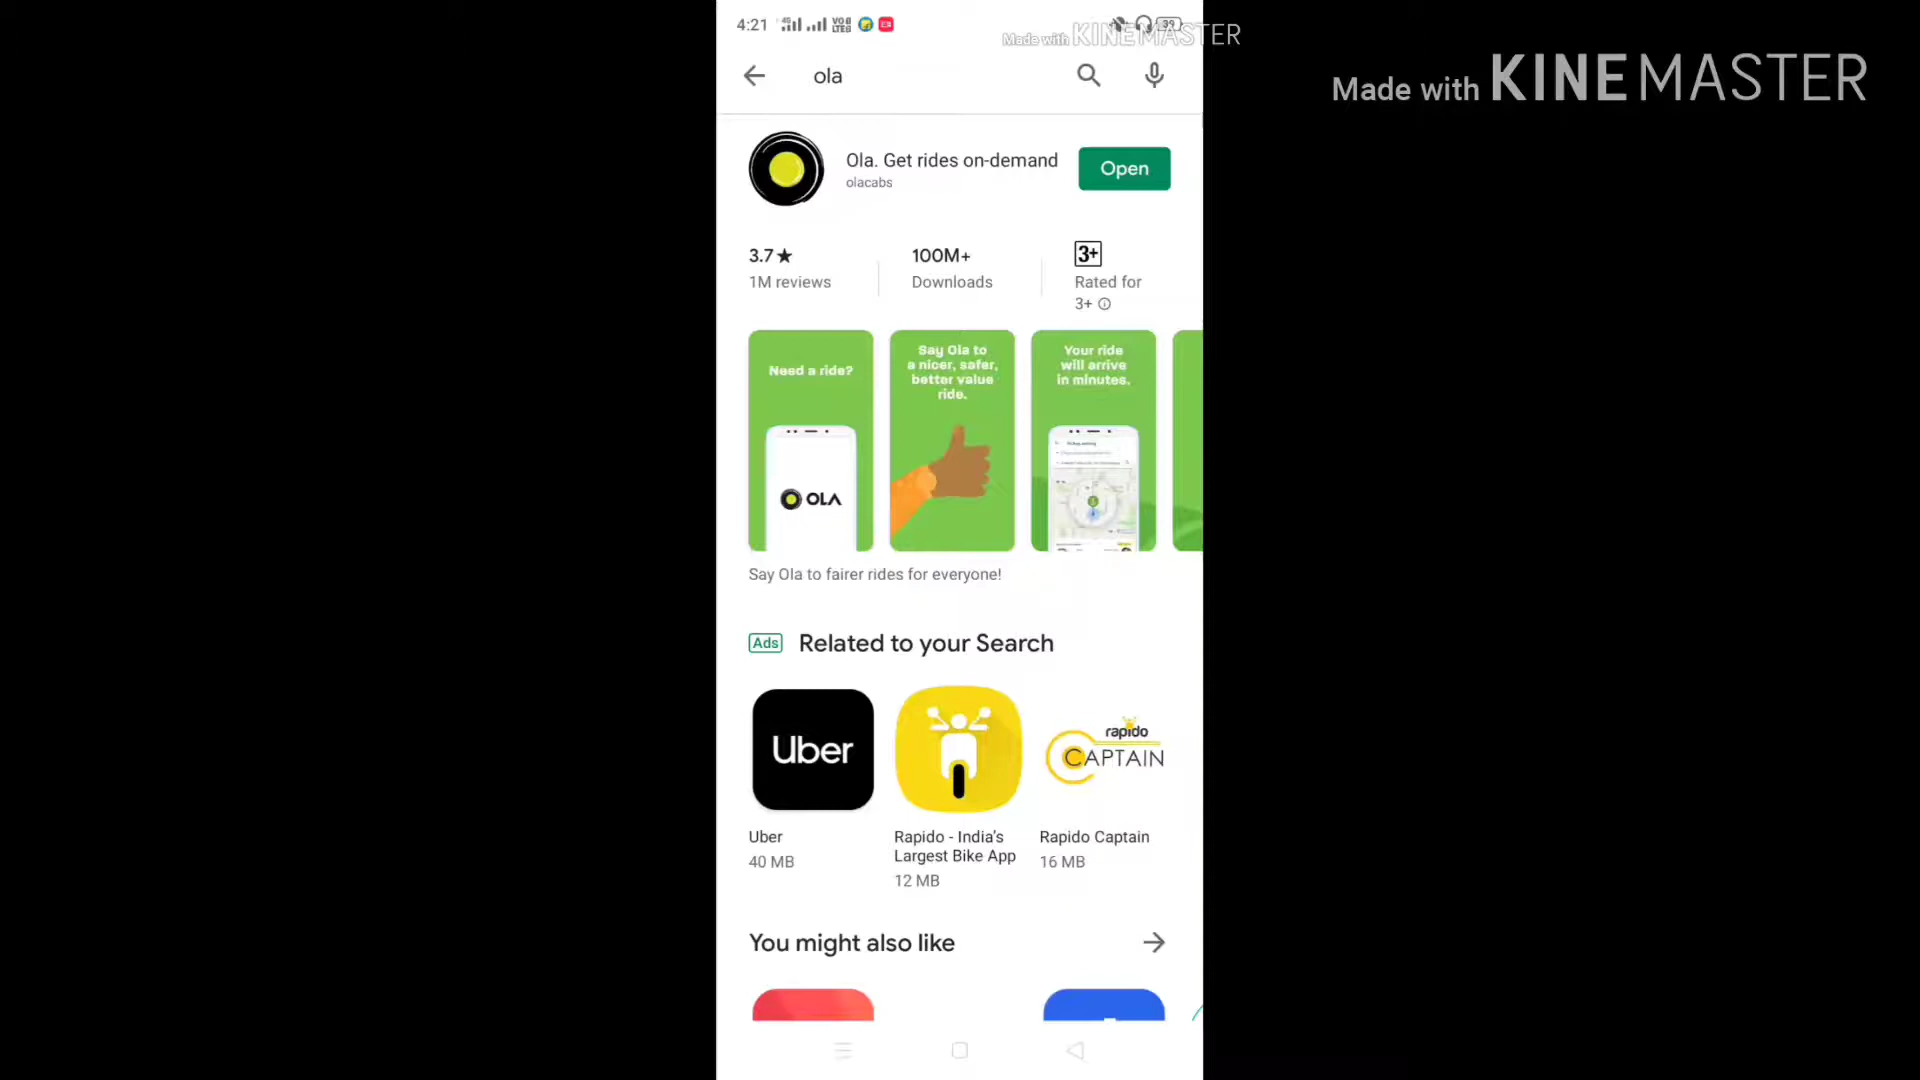 4:21
VO
LTE
39
Made with KINEMASTER
Made with KINEMASTER
ola
Ola. Get rides on-demand
olacabs
Open
3.7★
1M reviews
100M+
Downloads
3+
Rated for
3+
Need a ride?
OLA
Say Ola to
a nicer, safer,
better value
ride.
Your ride
will arrive
in minutes.
Say Ola to fairer rides for everyone!
Ads Related to your Search
Uber
rapido
CAPTAIN
Uber
40 MB
Rapido - India's
Largest Bike App
12 MB
Rapido Captain
16 MB
You might also like